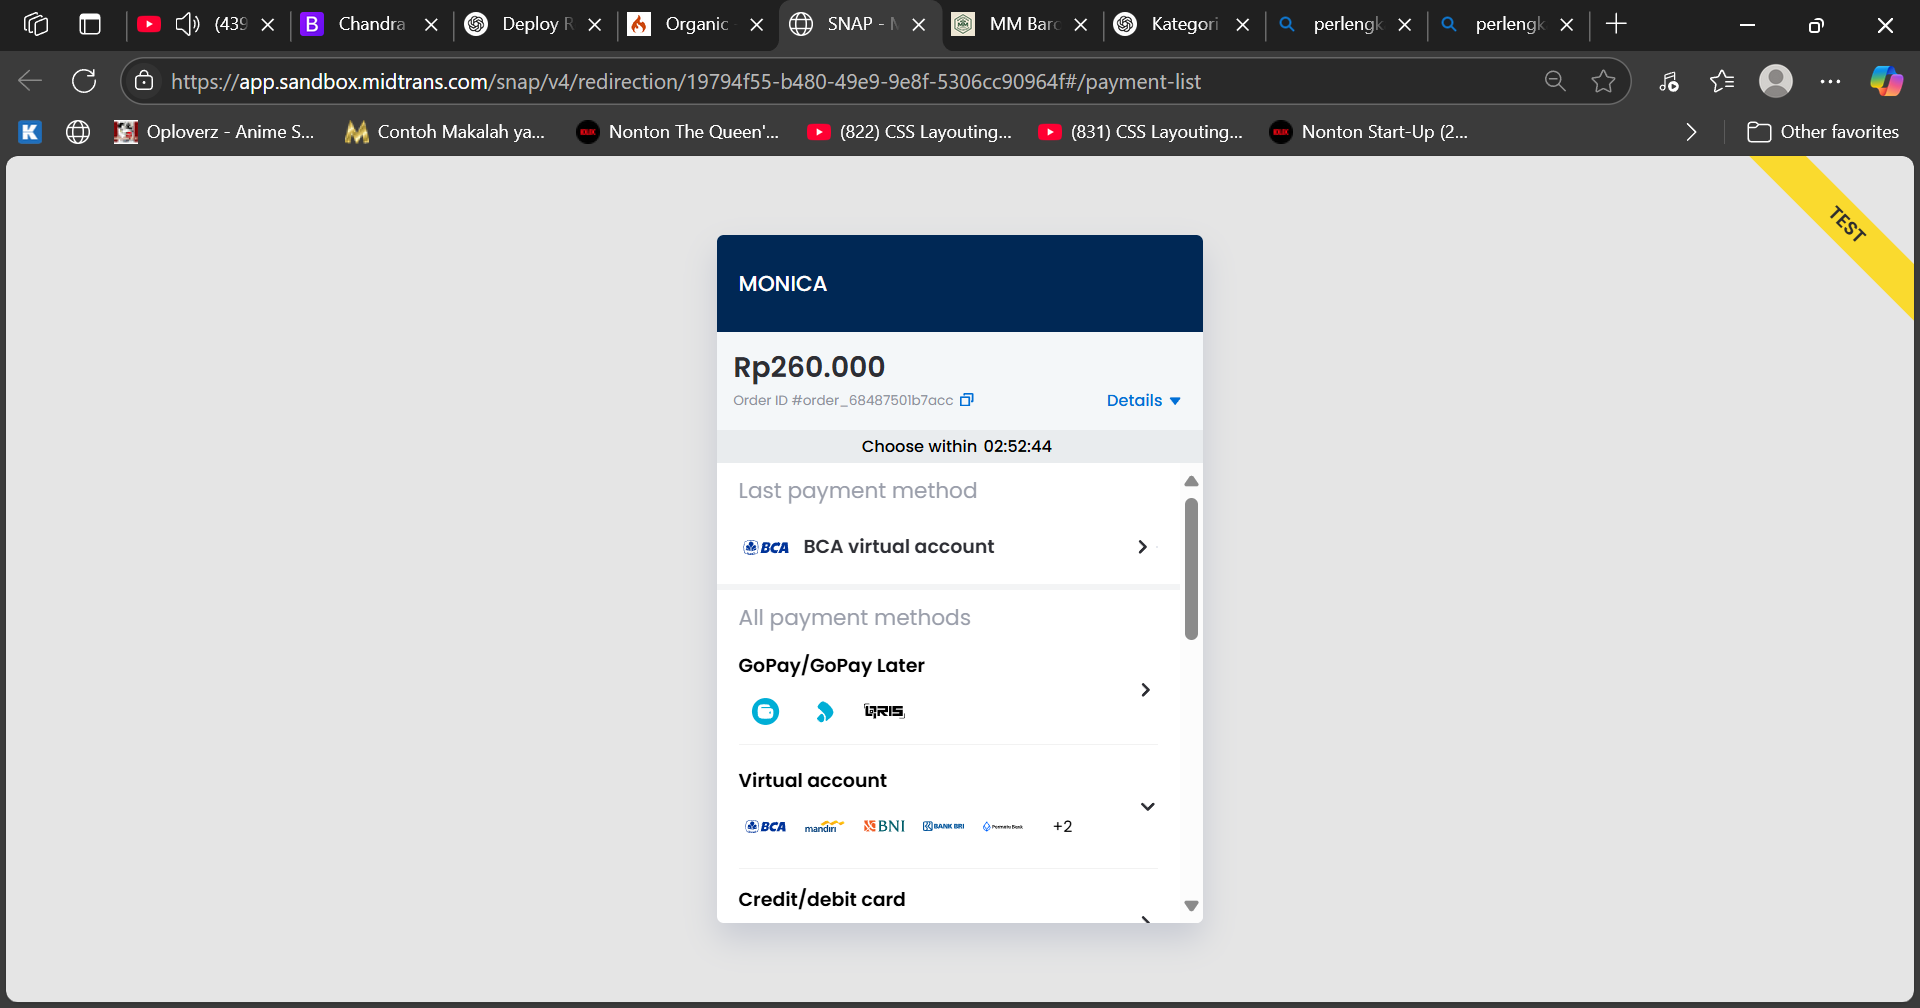 (439
Chandra
Deploy R
Organic
SNAP - M
MM Barc
Kategori
perlengk
perlengk
https://app.sandbox.midtrans.com/snap/v4/redirection/19794f55-b480-49e9-9e8f-5306cc90964f#/payment-list
Oploverz - Anime S...
Contoh Makalah ya...
Nonton The Queen'...
(822) CSS Layouting...
(831) CSS Layouting...
Nonton Start-Up (2...
Other favorites
TEST
MONICA
Rp260.000
Order ID #order_68487501b7acc
Details
Choose within 02:52:44
Last payment method
BCA BCA virtual account
All payment methods
GoPay/GoPay Later
QRIS
Virtual account
BCA mandiri BNI BANK BRI PermataBank +2
Credit/debit card